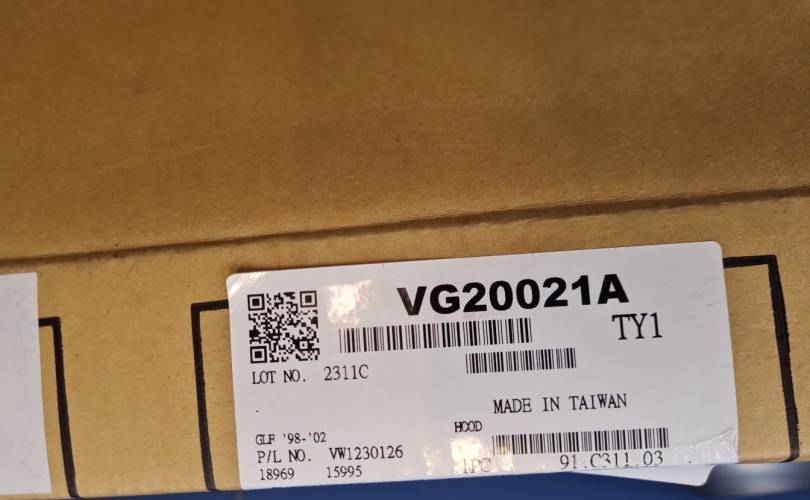 VG20021A
TY1
LOT NO. 2311C
MADE IN TAIWAN
HOOD
GLF '98-'02
P/L NO. VW1230126
18969 15995
1PC 91.C311.03